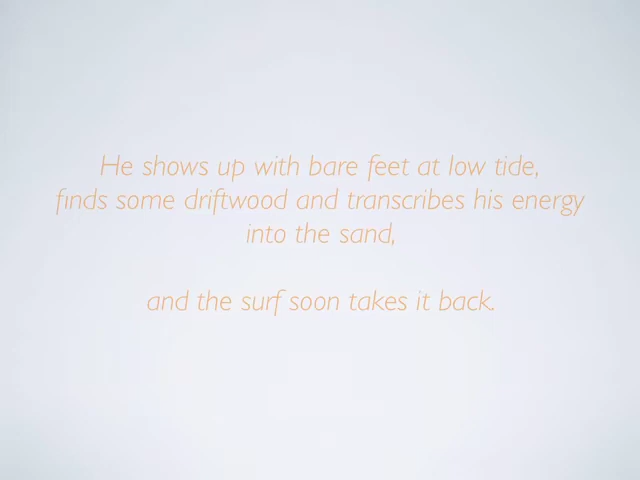 He shows up with bare feet at low tide,
finds some driftwood and transcribes his energy
into the sand,
and the surf soon takes it back.